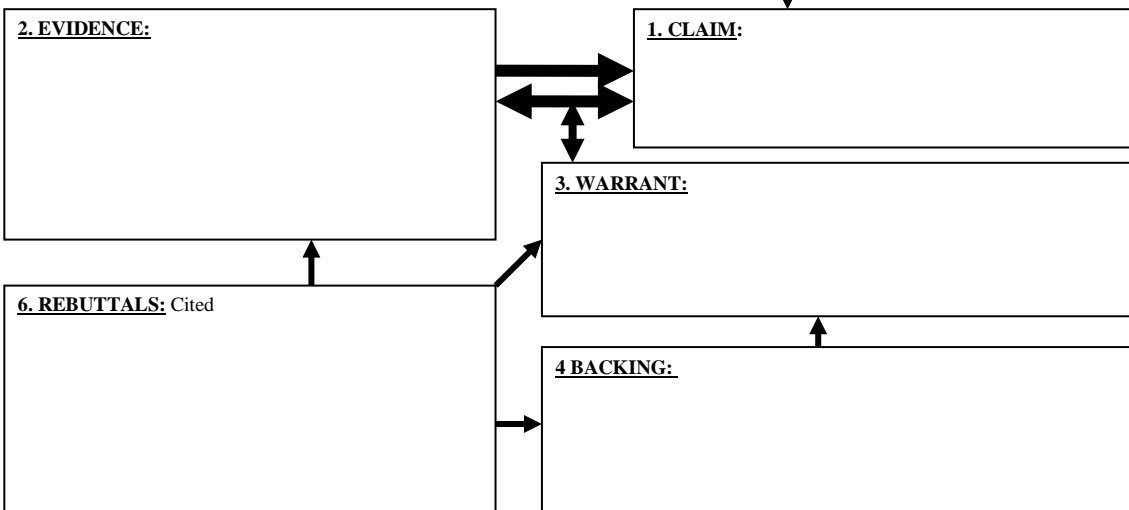 2. EVIDENCE:
1. CLAIM:
3. WARRANT:
6. REBUTTALS: Cited
4 BACKING: